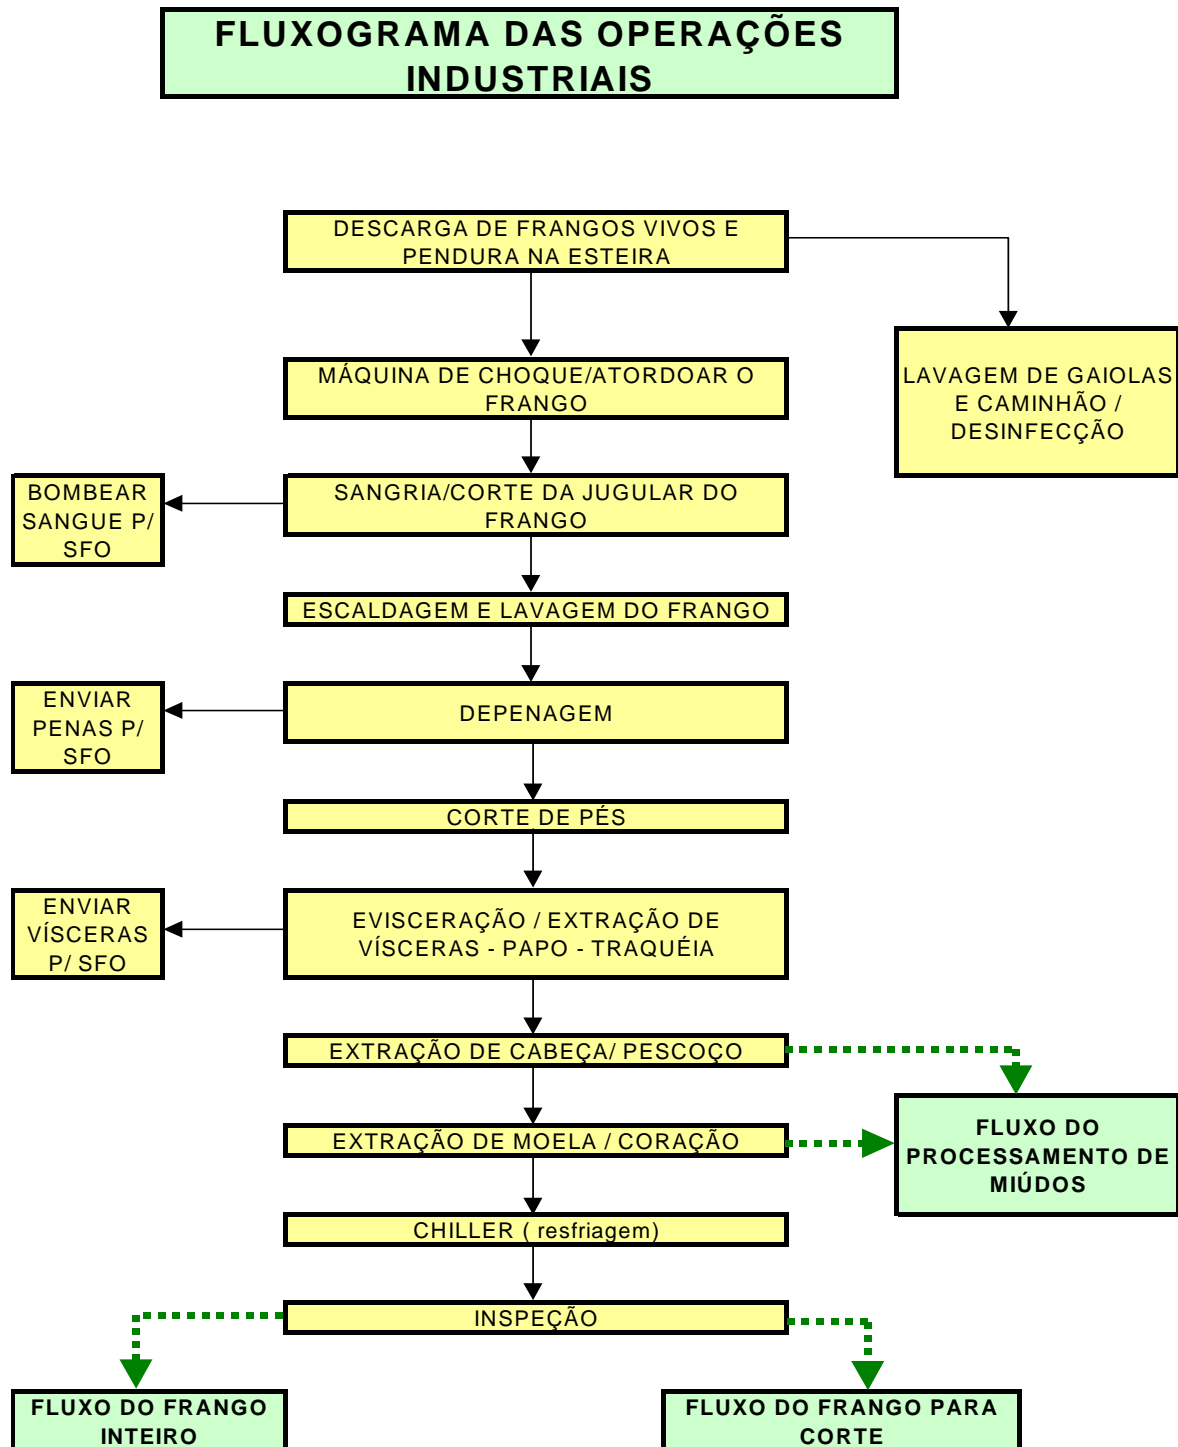 FLUXOGRAMA DAS OPERAÇÕES
INDUSTRIAIS
DESCARGA DE FRANGOS VIVOS E
PENDURA NA ESTEIRA
MÁQUINA DE CHOQUE/ATORDOAR O
FRANGO
LAVAGEM DE GAIOLAS
E CAMINHÃO /
DESINFECÇÃO
BOMBEAR
SANGUE P/
SFO
SANGRIA/CORTE DA JUGULAR DO
FRANGO
ESCALDAGEM E LAVAGEM DO FRANGO
ENVIAR
PENAS P/
SFO
DEPENAGEM
CORTE DE PÉS
ENVIAR
VÍSCERAS
P/ SFO
EVISCERAÇÃO / EXTRAÇÃO DE
VÍSCERAS - PAPO - TRAQUÉIA
EXTRAÇÃO DE CABEÇA/ PESCOÇO
EXTRAÇÃO DE MOELA / CORAÇÃO
FLUXO DO
PROCESSAMENTO DE
MIÚDOS
CHILLER ( resfriagem)
INSPEÇÃO
FLUXO DO FRANGO
INTEIRO
FLUXO DO FRANGO PARA
CORTE